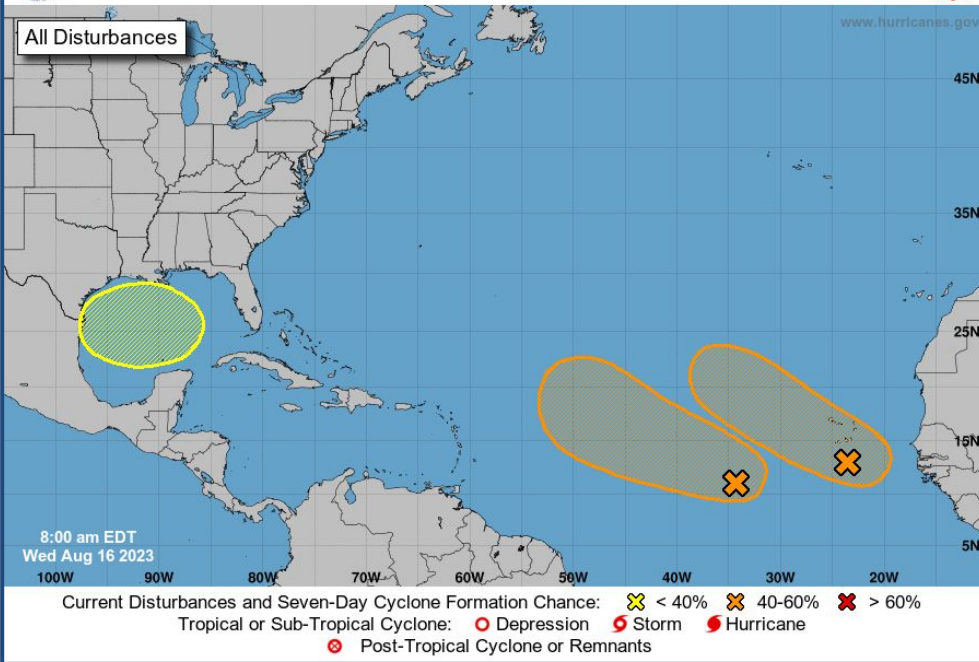 All Disturbances
www.hurricanes.gov
45N
35N
25N
15N
5N
8:00 am EDT
Wed Aug 16 2023
100W 90W 80W 70W 60W 50W 40W 30W 20W
Current Disturbances and Seven-Day Cyclone Formation Chance: < 40% 40-60% > 60%
Tropical or Sub-Tropical Cyclone: Depression Storm Hurricane
Post-Tropical Cyclone or Remnants